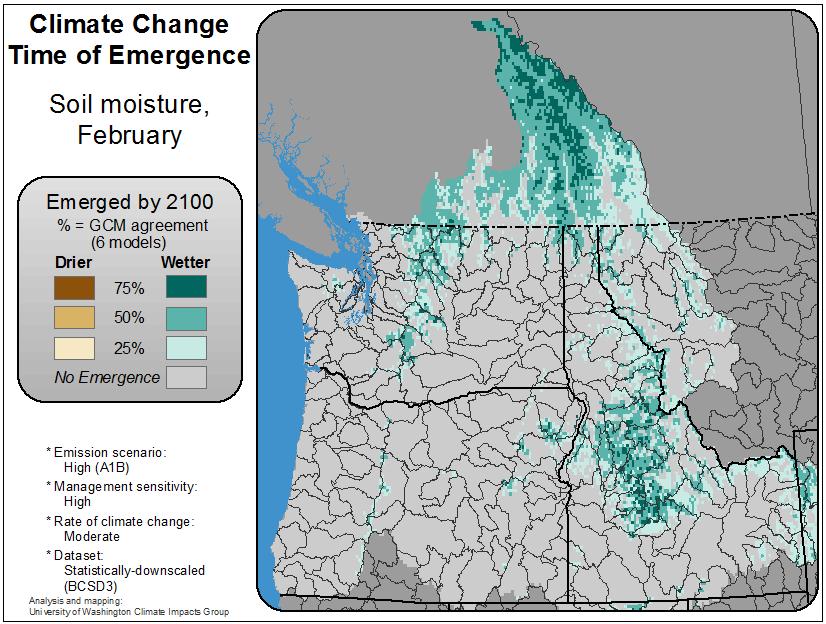 Climate Change
Time of Emergence
Soil moisture,
February
Emerged by 2100
% = GCM agreement
(6 models)
Drier Wetter
75%
50%
25%
No Emergence
* Emission scenario:
High (A1B)
* Management sensitivity:
High
* Rate of climate change:
Moderate
* Dataset:
Statistically-downscaled
(BCSD3)
Analysis and mapping:
University of Washington Climate Impacts Group